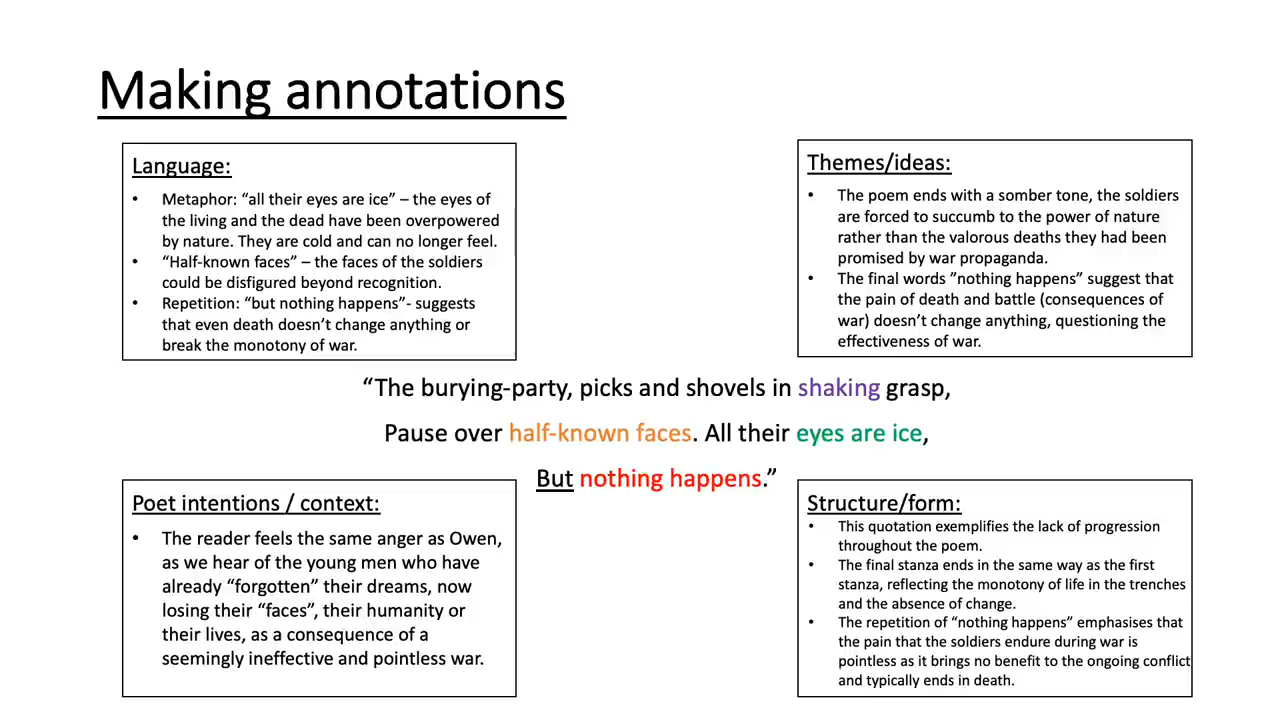 Making annotations
Language:
• Metaphor: “all their eyes are ice” – the eyes of
the living and the dead have been overpowered
by nature. They are cold and can no longer feel.
• “Half-known faces” – the faces of the soldiers
could be disfigured beyond recognition.
• Repetition: “but nothing happens”- suggests
that even death doesn’t change anything or
break the monotony of war.
Themes/ideas:
• The poem ends with a somber tone, the soldiers
are forced to succumb to the power of nature
rather than the valorous deaths they had been
promised by war propaganda.
• The final words ”nothing happens” suggest that
the pain of death and battle (consequences of
war) doesn’t change anything, questioning the
effectiveness of war.
“The burying-party, picks and shovels in shaking grasp,
Pause over half-known faces. All their eyes are ice,
But nothing happens.”
Poet intentions / context:
• The reader feels the same anger as Owen,
as we hear of the young men who have
already “forgotten” their dreams, now
losing their “faces”, their humanity or
their lives, as a consequence of a
seemingly ineffective and pointless war.
Structure/form:
• This quotation exemplifies the lack of progression
throughout the poem.
• The final stanza ends in the same way as the first
stanza, reflecting the monotony of life in the trenches
and the absence of change.
• The repetition of “nothing happens” emphasises that
the pain that the soldiers endure during war is
pointless as it brings no benefit to the ongoing conflict
and typically ends in death.